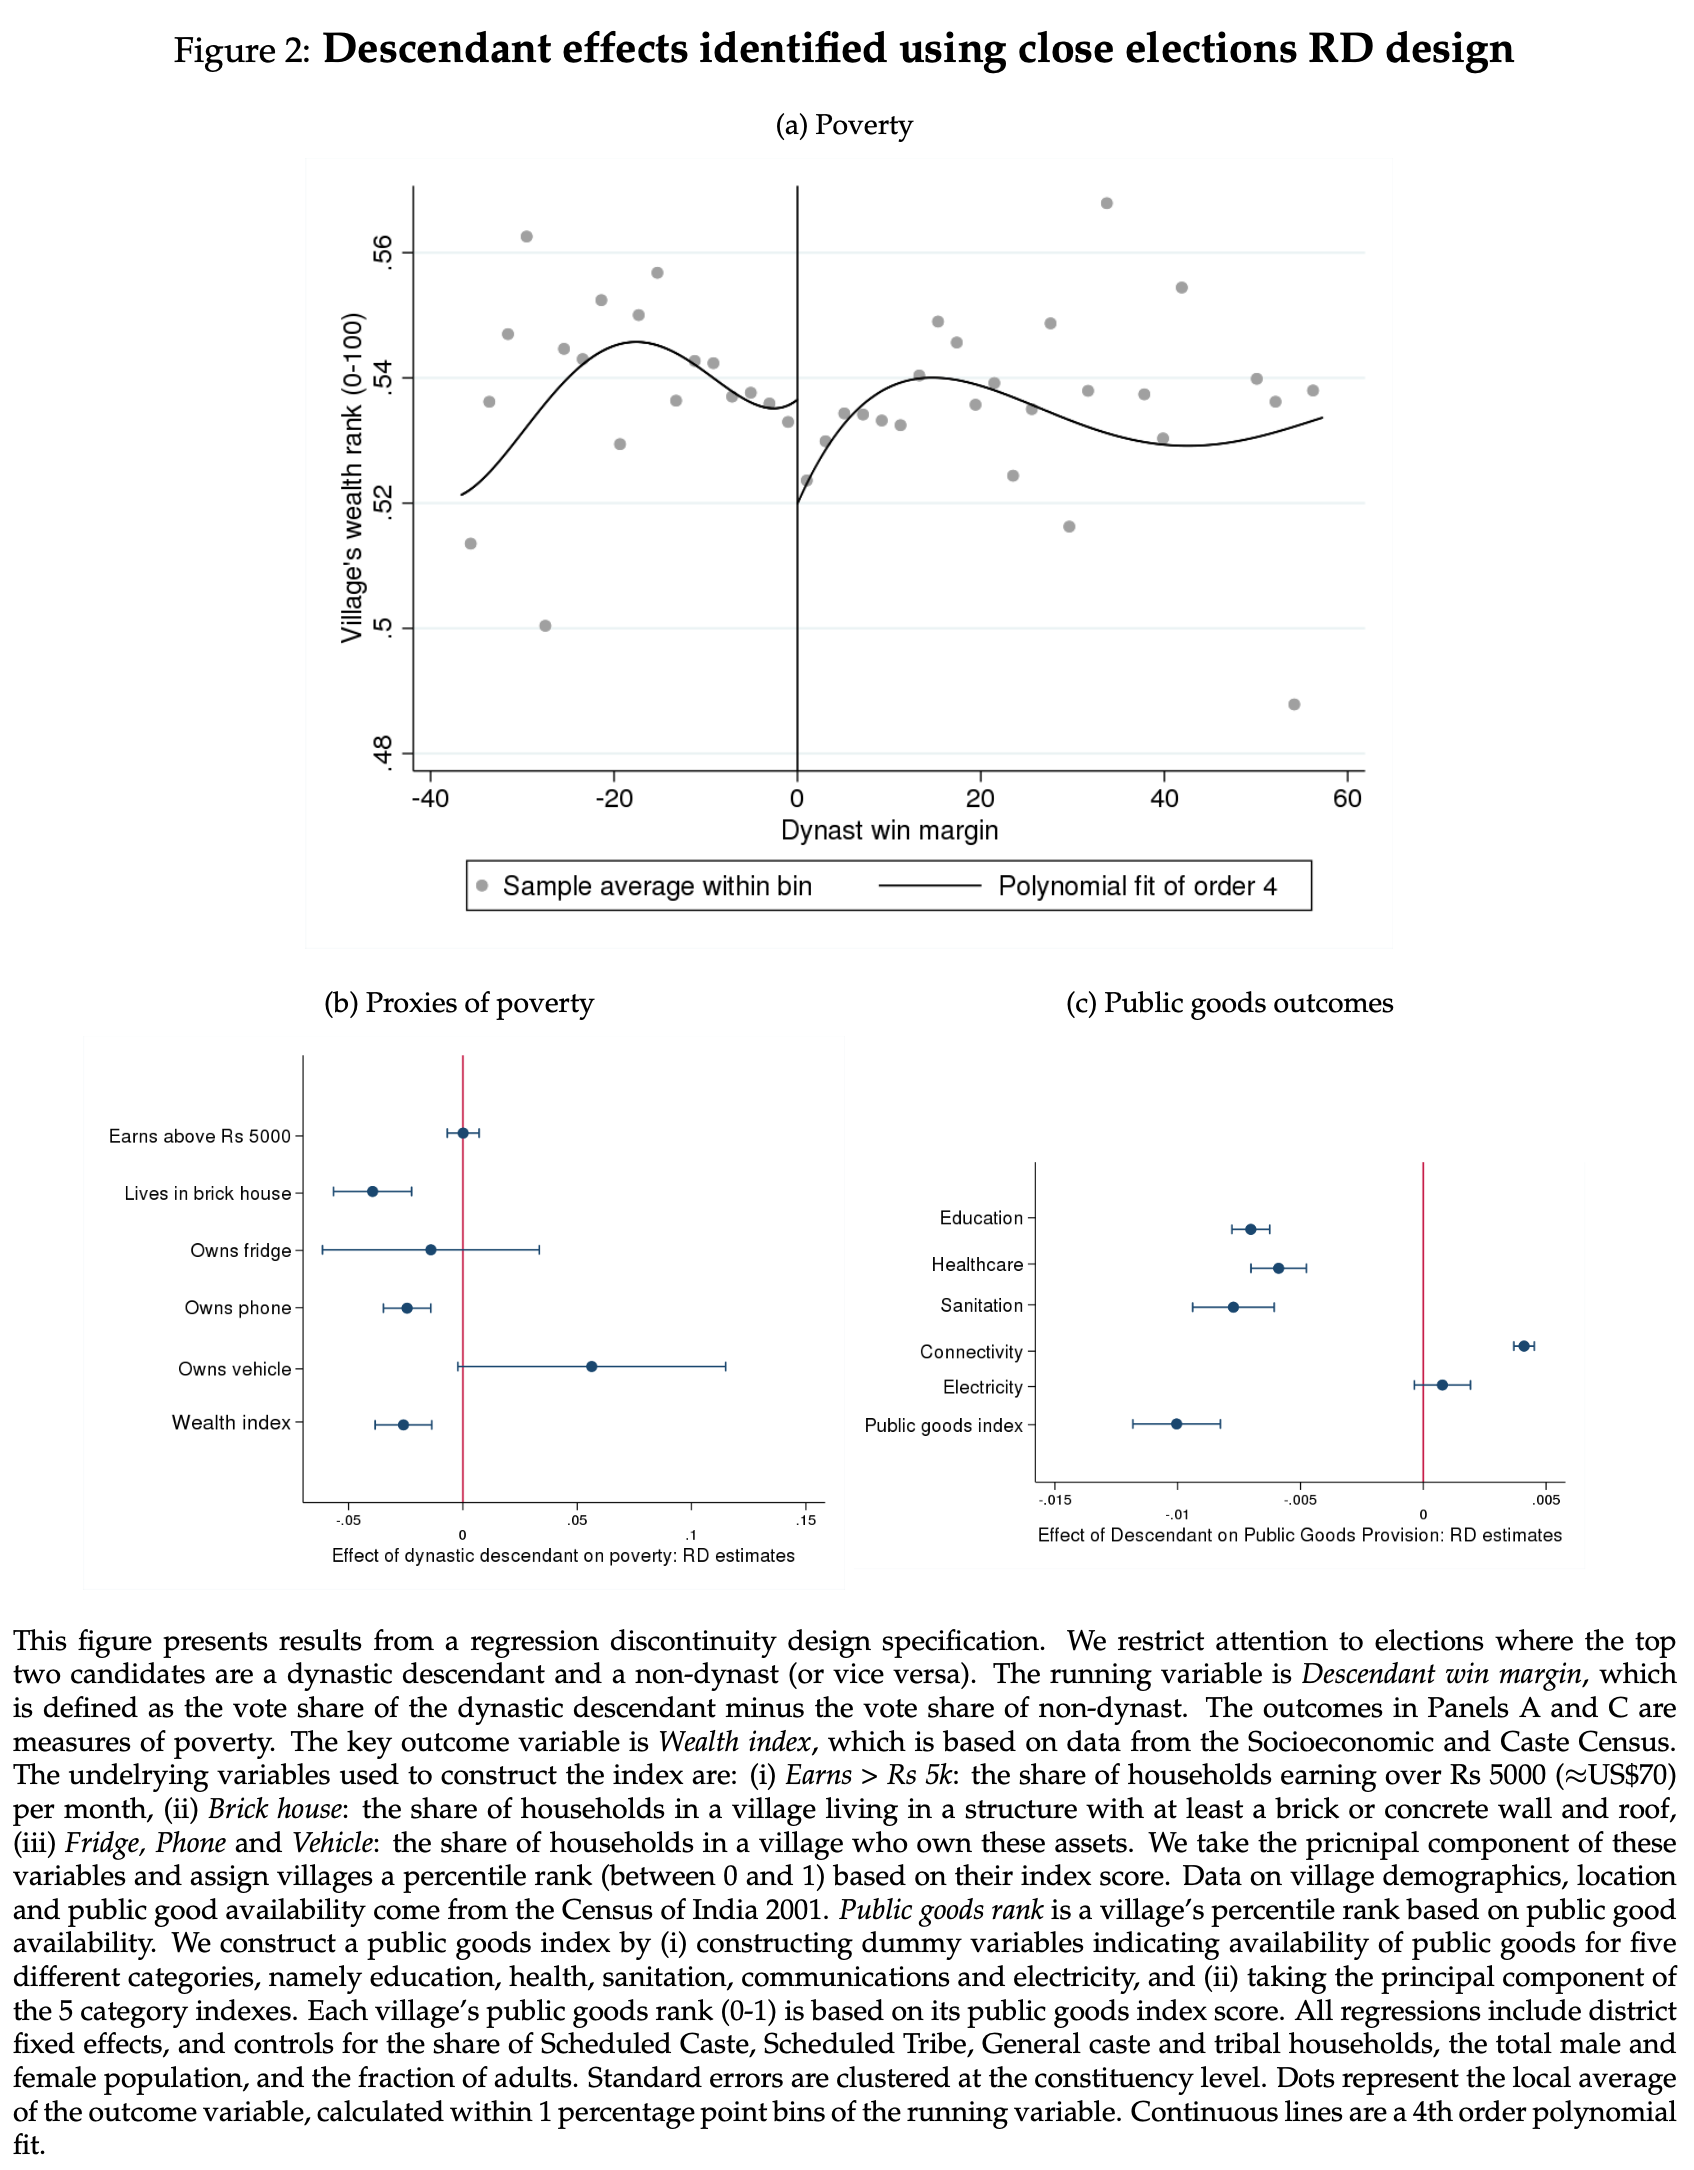 Figure 2: Descendant effects identified using close elections RD design
(a) Poverty
Village's wealth rank (0-100)
.56
.54
.52
.5
.48
-40
-20
0
20
40
60
Dynast win margin
Sample average within bin
Polynomial fit of order 4
(b) Proxies of poverty
Earns above Rs 5000
Lives in brick house
Owns fridge
Owns phone
Owns vehicle
Wealth index
-.05
0
.05
.1
.15
Effect of dynastic descendant on poverty: RD estimates
(c) Public goods outcomes
Education
Healthcare
Sanitation
Connectivity
Electricity
Public goods index
-.015
-.01
-.005
0
.005
Effect of Descendant on Public Goods Provision: RD estimates
This figure presents results from a regression discontinuity design specification. We restrict attention to elections where the top
two candidates are a dynastic descendant and a non-dynast (or vice versa). The running variable is Descendant win margin, which
is defined as the vote share of the dynastic descendant minus the vote share of non-dynast. The outcomes in Panels A and C are
measures of poverty. The key outcome variable is Wealth index, which is based on data from the Socioeconomic and Caste Census.
The undelrying variables used to construct the index are: (i) Earns > Rs 5k: the share of households earning over Rs 5000 (≈US$70)
per month, (ii) Brick house: the share of households in a village living in a structure with at least a brick or concrete wall and roof,
(iii) Fridge, Phone and Vehicle: the share of households in a village who own these assets. We take the pricnipal component of these
variables and assign villages a percentile rank (between 0 and 1) based on their index score. Data on village demographics, location
and public good availability come from the Census of India 2001. Public goods rank is a village's percentile rank based on public good
availability. We construct a public goods index by (i) constructing dummy variables indicating availability of public goods for five
different categories, namely education, health, sanitation, communications and electricity, and (ii) taking the principal component of
the 5 category indexes. Each village's public goods rank (0-1) is based on its public goods index score. All regressions include district
fixed effects, and controls for the share of Scheduled Caste, Scheduled Tribe, General caste and tribal households, the total male and
female population, and the fraction of adults. Standard errors are clustered at the constituency level. Dots represent the local average
of the outcome variable, calculated within 1 percentage point bins of the running variable. Continuous lines are a 4th order polynomial
fit.